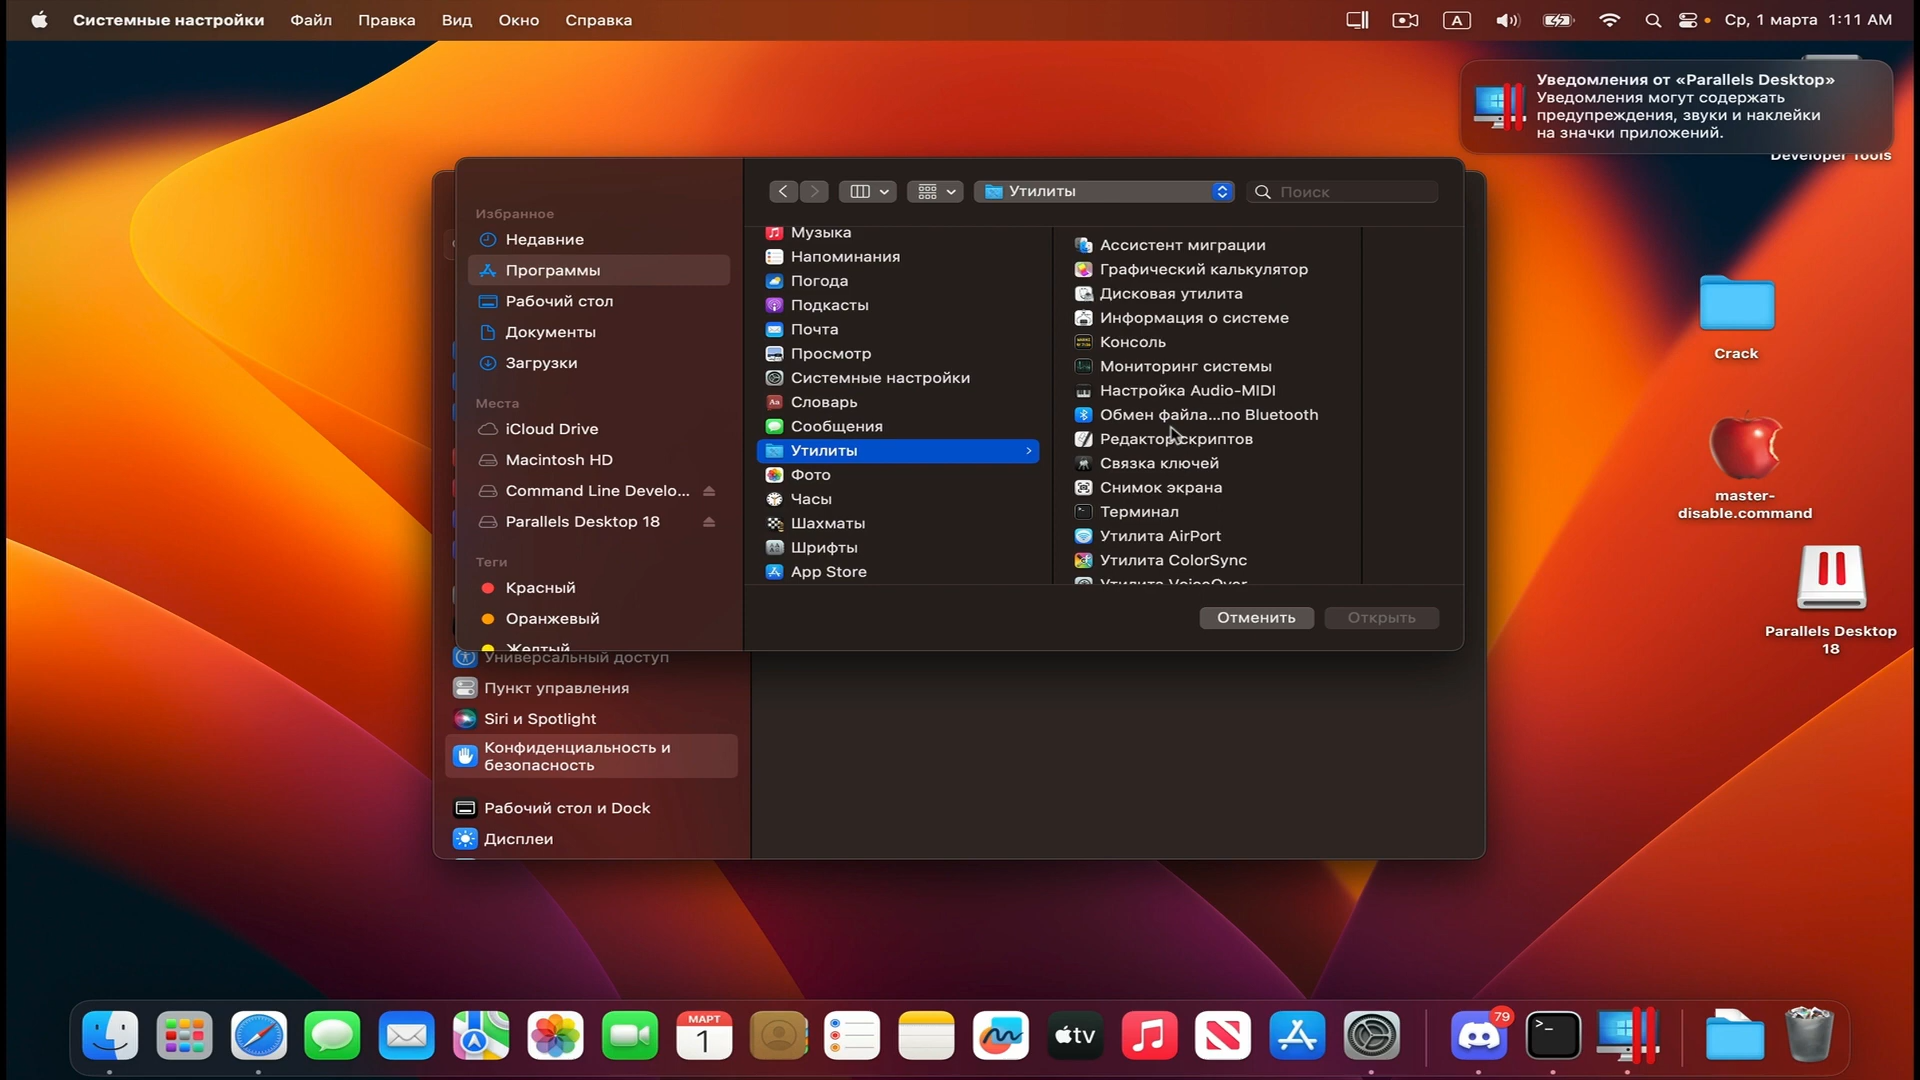 Системные настройки Файл Правка Вид Окно Справка
A
Ср, 1 марта 1:11 AM
Уведомления от «Parallels Desktop»
Уведомления могут содержать
предупреждения, звуки и наклейки
на значки приложений.
Developer Tools
Crack
master-
disable.command
Parallels Desktop
18
Избранное
Недавние
Программы
Рабочий стол
Документы
Загрузки
Места
iCloud Drive
Macintosh HD
Command Line Develo...
Parallels Desktop 18
Теги
Красный
Оранжевый
Желтый
Утилиты
Поиск
Музыка
Напоминания
Погода
Подкасты
Почта
Просмотр
Системные настройки
Словарь
Сообщения
Утилиты
Фото
Часы
Шахматы
Шрифты
App Store
Ассистент миграции
Графический калькулятор
Дисковая утилита
Информация о системе
Консоль
Мониторинг системы
Настройка Audio-MIDI
Обмен файла...по Bluetooth
Редактор скриптов
Связка ключей
Снимок экрана
Терминал
Утилита AirPort
Утилита ColorSync
Утилита VoiceOver
Отменить
Открыть
Универсальный доступ
Пункт управления
Siri и Spotlight
Конфиденциальность и
безопасность
Рабочий стол и Dock
Дисплеи
МАРТ
1
tv
79